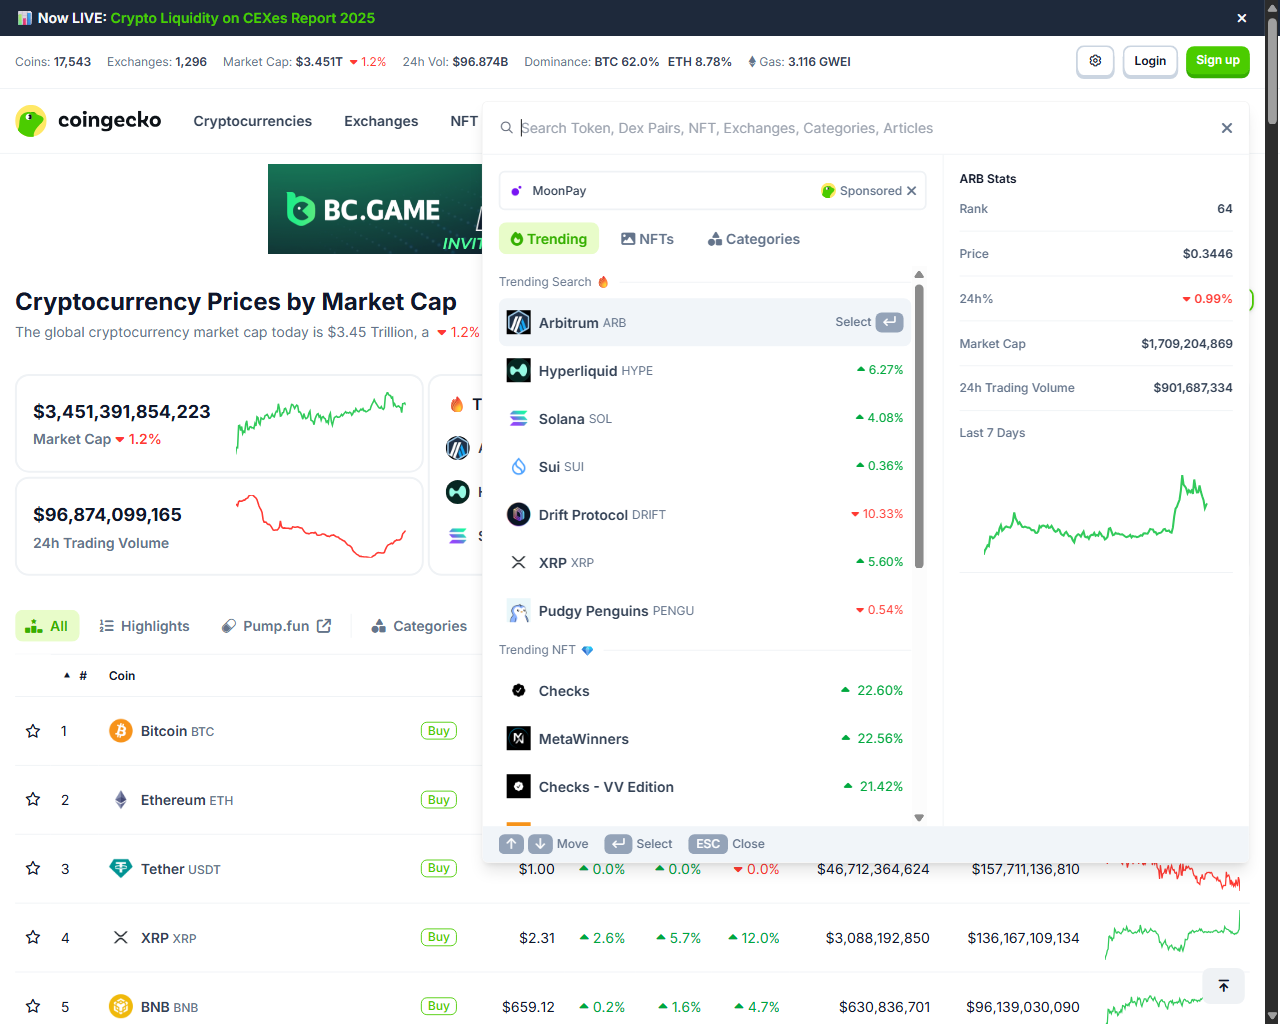 Now LIVE: Crypto Liquidity on CEXes Report 2025
Coins: 17,543 Exchanges: 1,296 Market Cap: $3.451T 1.2% 24h Vol: $96.874B Dominance: BTC 62.0% ETH 8.78% Gas: 3.116 GWEI
Login
Sign up
coingecko
Cryptocurrencies Exchanges NFT
Search Token, Dex Pairs, NFT, Exchanges, Categories, Articles
BC.GAME
INVIT
MoonPay
Sponsored
Trending NFTs Categories
Trending Search
Arbitrum ARB Select
Hyperliquid HYPE 6.27%
Solana SOL 4.08%
Sui SUI 0.36%
Drift Protocol DRIFT 10.33%
XRP XRP 5.60%
Pudgy Penguins PENGU 0.54%
Trending NFT
Checks 22.60%
MetaWinners 22.56%
Checks - VV Edition 21.42%
Move Select ESC Close
ARB Stats
Rank 64
Price $0.3446
24h% 0.99%
Market Cap $1,709,204,869
24h Trading Volume $901,687,334
Last 7 Days
Cryptocurrency Prices by Market Cap
The global cryptocurrency market cap today is $3.45 Trillion, a 1.2%
$3,451,391,854,223
Market Cap 1.2%
$96,874,099,165
24h Trading Volume
All Highlights Pump.fun Categories
# Coin
1 Bitcoin BTC Buy
2 Ethereum ETH Buy
3 Tether USDT Buy $1.00 0.0% 0.0% 0.0% $46,712,364,624 $157,711,136,810
4 XRP XRP Buy $2.31 2.6% 5.7% 12.0% $3,088,192,850 $136,167,109,134
5 BNB BNB Buy $659.12 0.2% 1.6% 4.7% $630,836,701 $96,139,030,090